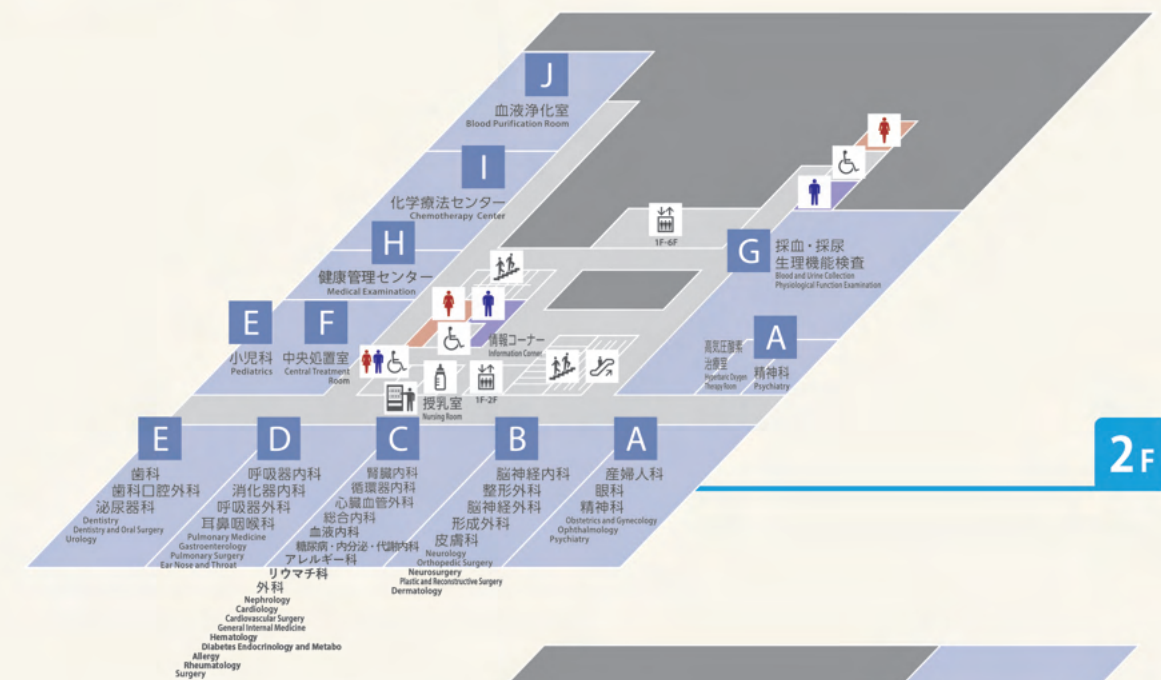 J
血液浄化室
Blood Purification Room
I
化学療法センター
Chemotherapy Center
H
健康管理センター
Medical Examination
E
小児科
Pediatrics
F
中央処置室
Central Treatment
Room
1F-6F
G
採血・採尿
生理機能検査
Blood and Urine Collection
Physiological Function Examination
情報コーナー
Information Corner
授乳室
Nursing Room
1F-2F
高気圧酸素
治療室
Hyperbaric Oxygen
Therapy Room
A
精神科
Psychiatry
E
歯科
歯科口腔外科
泌尿器科
Dentistry
Dentistry and Oral Surgery
Urology
D
呼吸器内科
消化器内科
呼吸器外科
耳鼻咽喉科
Pulmonary Medicine
Gastroenterology
Pulmonary Surgery
Ear Nose and Throat
C
腎臓内科
循環器内科
心臓血管外科
総合内科
血液内科
糖尿病・内分泌・代謝内科
アレルギー科
リウマチ科
外科
Nephrology
Cardiology
Cardiovascular Surgery
General Internal Medicine
Hematology
Diabetes Endocrinology and Metabo
Allergy
Rheumatology
Surgery
B
脳神経内科
整形外科
脳神経外科
形成外科
皮膚科
Neurology
Orthopedic Surgery
Neurosurgery
Plastic and Reconstructive Surgery
Dermatology
A
産婦人科
眼科
精神科
Obstetrics and Gynecology
Ophthalmology
Psychiatry
2F